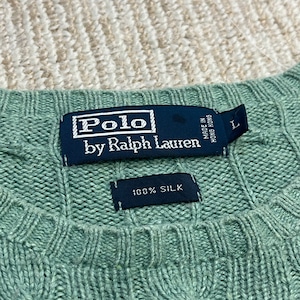 Polo
by Ralph Lauren
MADE IN
HONG KONG
L
100% SILK